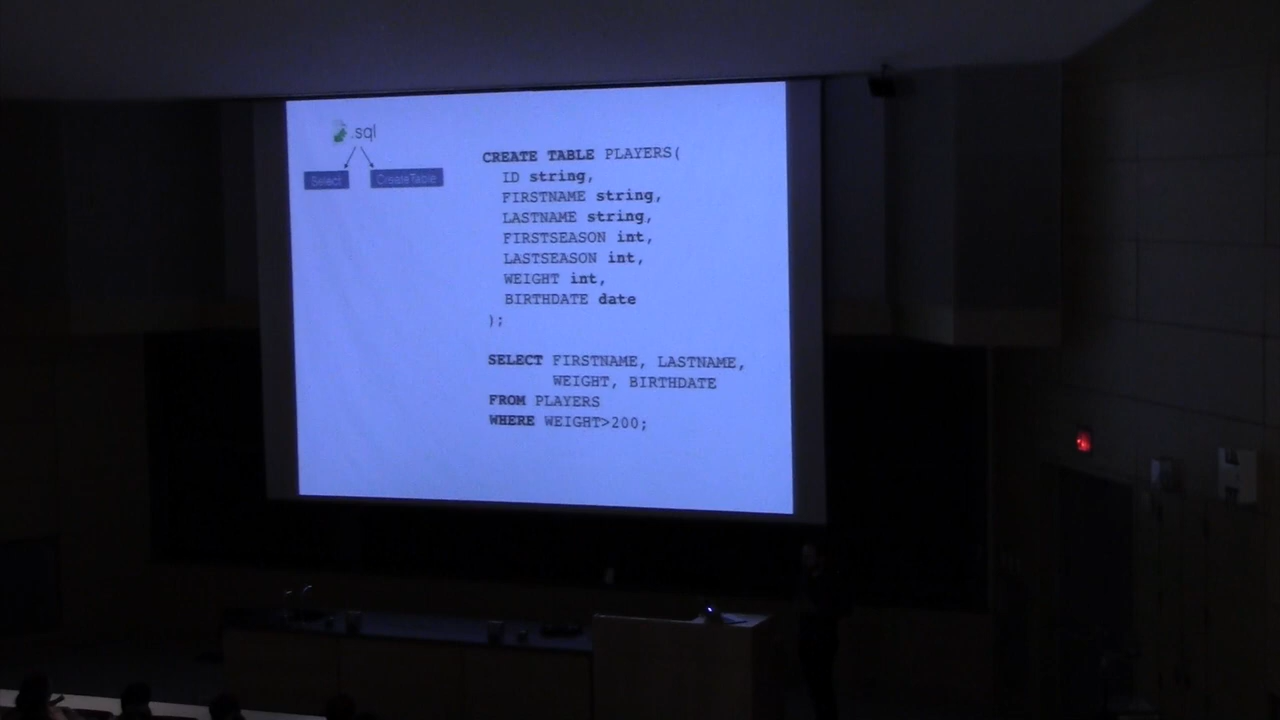 .sql
Select
CreateTable
CREATE TABLE PLAYERS(
ID string,
FIRSTNAME string,
LASTNAME string,
FIRSTSEASON int,
LASTSEASON int,
WEIGHT int,
BIRTHDATE date
);
SELECT FIRSTNAME, LASTNAME,
WEIGHT, BIRTHDATE
FROM PLAYERS
WHERE WEIGHT>200;